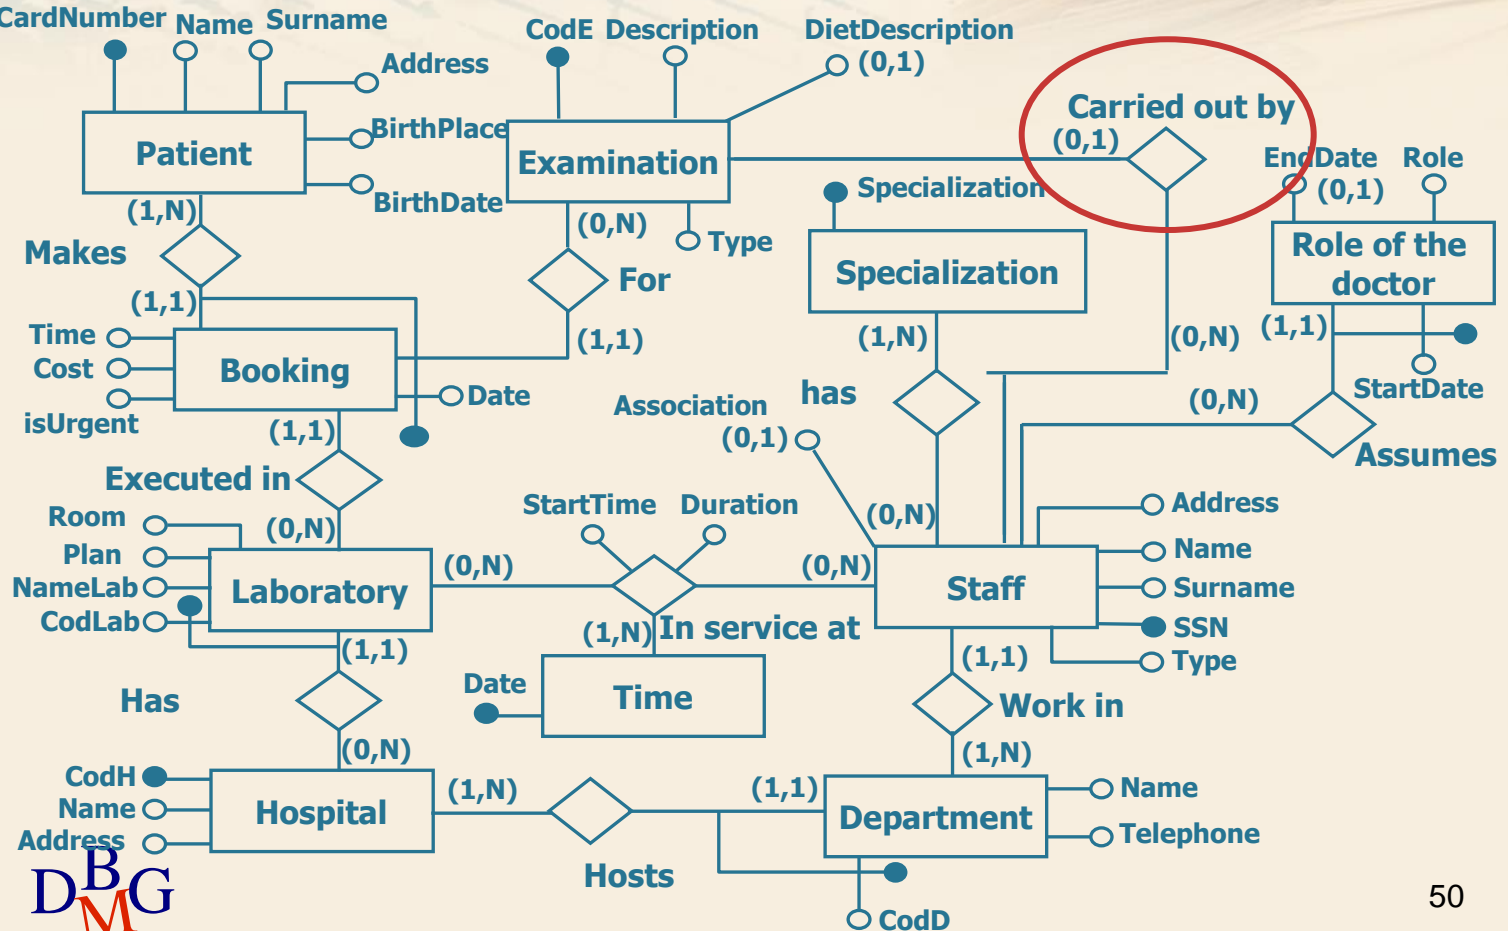 CardNumber Name Surname
Address
BirthPlace
BirthDate
Patient
(1,N)
Makes
(1,1)
CodE Description
DietDescription
(0,1)
Examination
(0,N)
Type
For
(1,1)
Carried out by
(0,1)
EndDate
(0,1)
Role
Role of the
doctor
(1,1)
StartDate
(0,N)
Assumes
Specialization
Specialization
(1,N)
(0,N)
has
(0,N)
Time
Cost
isUrgent
Booking
Date
(1,1)
Executed in
(0,N)
Association
(0,1)
Room
Plan
NameLab
CodLab
Laboratory
(0,N)
StartTime
Duration
(0,N)
In service at
(1,N)
Date
Time
Staff
Address
Name
Surname
SSN
Type
(1,1)
Work in
(1,N)
(1,1)
Has
(0,N)
CodH
Name
Address
Hospital
(1,N)
Hosts
(1,1)
Department
Name
Telephone
CodD
DBMG
50